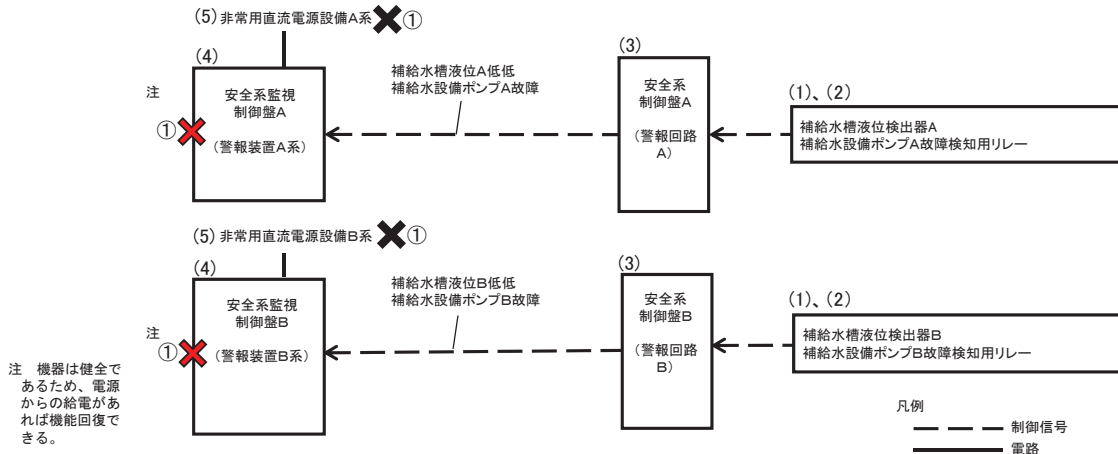 (5) 非常用直流電源設備A系 ①
(4)
注
①
安全系監視
制御盤A
(警報装置A系)
補給水槽液位A低低
補給水設備ポンプA故障
(3)
安全系
制御盤A
(警報回路
A)
(1)、(2)
補給水槽液位検出器A
補給水設備ポンプA故障検知用リレー
(5) 非常用直流電源設備B系 ①
(4)
注
①
安全系監視
制御盤B
(警報装置B系)
補給水槽液位B低低
補給水設備ポンプB故障
(3)
安全系
制御盤B
(警報回路
B)
(1)、(2)
補給水槽液位検出器B
補給水設備ポンプB故障検知用リレー
注 機器は健全で
あるため、電源
からの給電があ
れば機能回復で
きる。
凡例
制御信号
電路